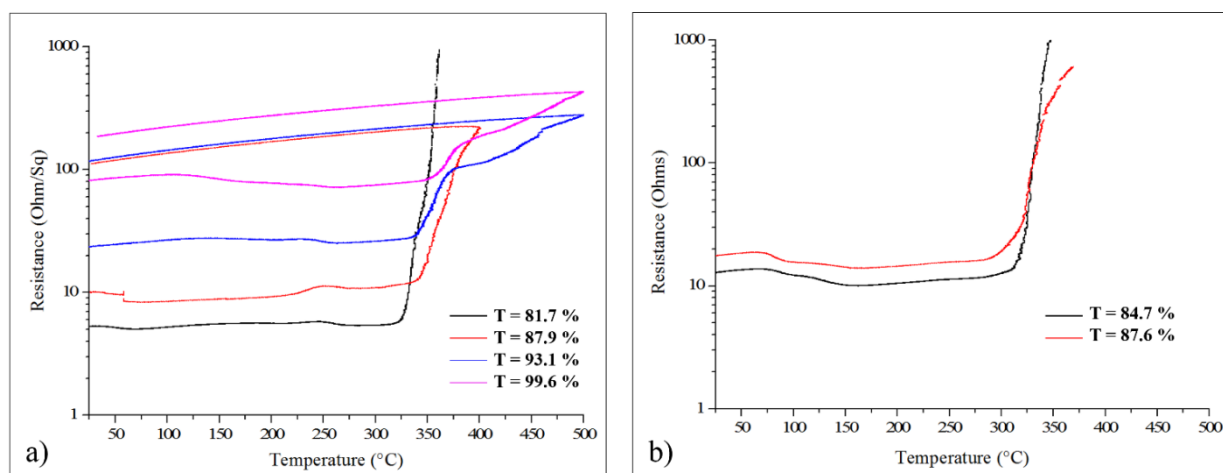 1000
100
10
1
Resistance (Ohm/Sq)
50 100 150 200 250 300 350 400 450 500
Temperature (°C)
T = 81.7 %
T = 87.9 %
T = 93.1 %
T = 99.6 %
a)
1000
100
10
1
Resistance (Ohms)
50 100 150 200 250 300 350 400 450 500
Temperature (°C)
T = 84.7 %
T = 87.6 %
b)